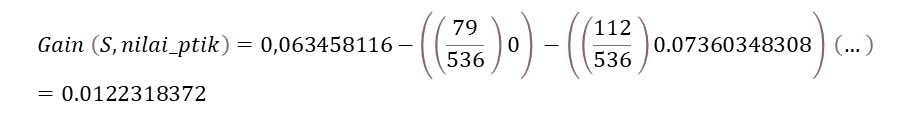 Gain (S, nilai_ptik) = 0,063458116 − ((79/536)0) − ((112/536)0.07360348308) (…)
= 0.0122318372